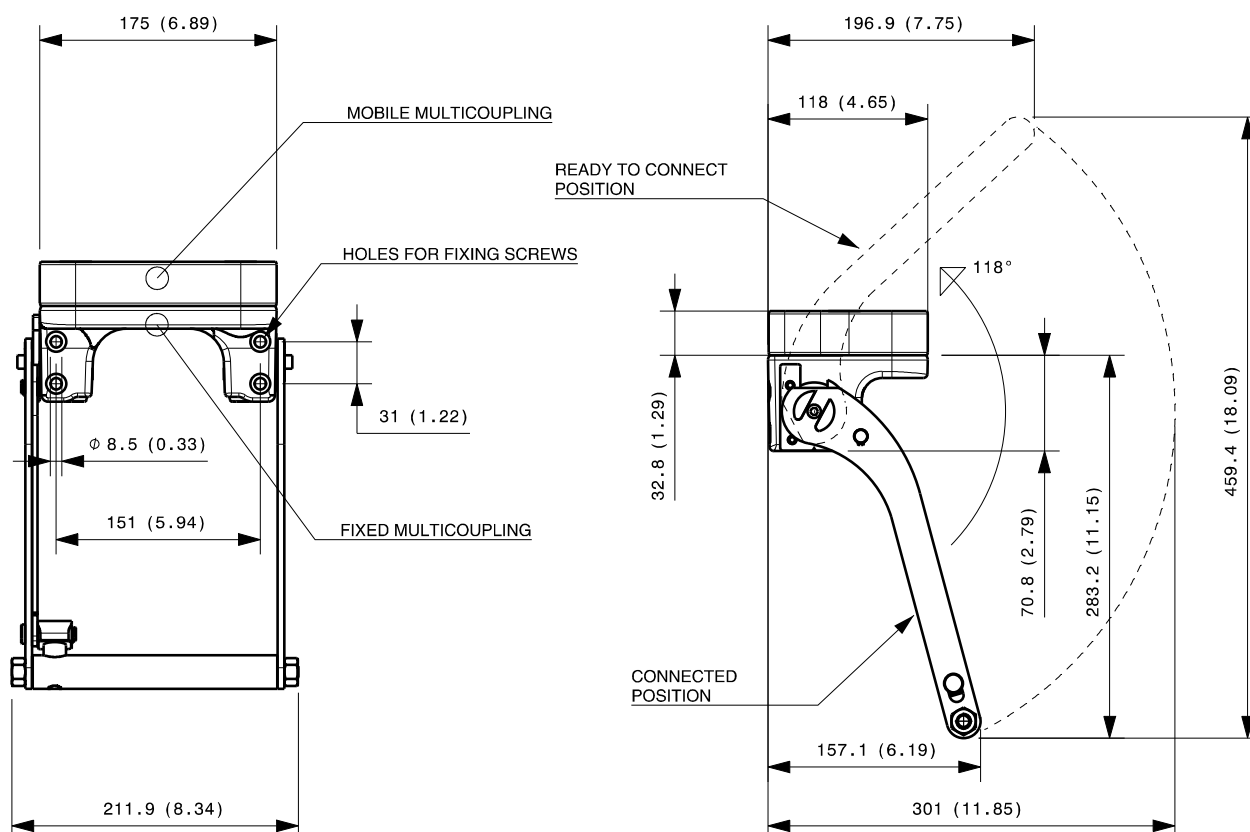 175 (6.89)
MOBILE MULTICOUPLING
HOLES FOR FIXING SCREWS
31 (1.22)
Φ 8.5 (0.33)
151 (5.94)
FIXED MULTICOUPLING
211.9 (8.34)
196.9 (7.75)
118 (4.65)
READY TO CONNECT
POSITION
118°
32.8 (1.29)
70.8 (2.79)
283.2 (11.15)
459.4 (18.09)
CONNECTED
POSITION
157.1 (6.19)
301 (11.85)